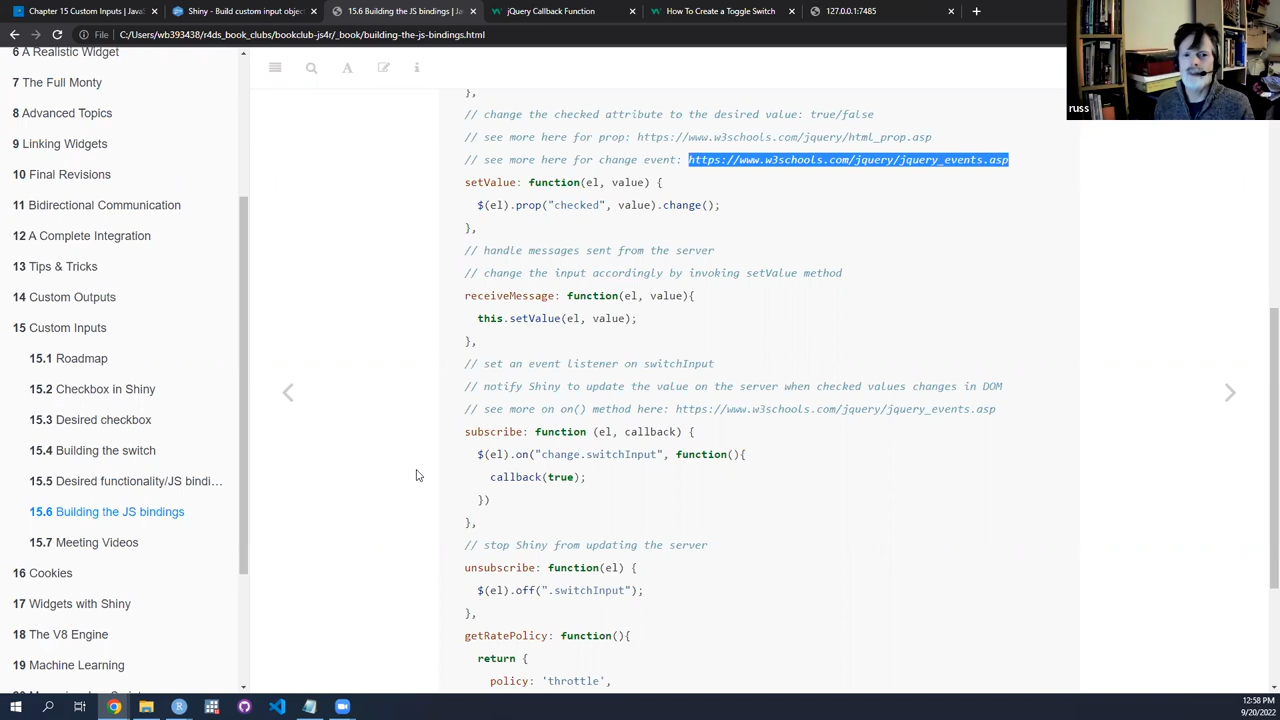 Chapter 15 Custom Inputs | JavaS
Shiny - Build custom input objec
15.6 Building the JS bindings | Ja
jQuery Callback Function
How To Create a Toggle Switch
127.0.0.1:7485
File C:/Users/wb393438/r4ds_book_clubs/bookclub-js4r/_book/building-the-js-bindings.html
russ
6 A Realistic Widget
7 The Full Monty
8 Advanced Topics
9 Linking Widgets
10 Final Revisions
11 Bidirectional Communication
12 A Complete Integration
13 Tips & Tricks
14 Custom Outputs
15 Custom Inputs
15.1 Roadmap
15.2 Checkbox in Shiny
15.3 Desired checkbox
15.4 Building the switch
15.5 Desired functionality/JS bindi...
15.6 Building the JS bindings
15.7 Meeting Videos
16 Cookies
17 Widgets with Shiny
18 The V8 Engine
19 Machine Learning
},
// change the checked attribute to the desired value: true/false
// see more here for prop: https://www.w3schools.com/jquery/html_prop.asp
// see more here for change event: https://www.w3schools.com/jquery/jquery_events.asp
setValue: function(el, value) {
$(el).prop("checked", value).change();
},
// handle messages sent from the server
// change the input accordingly by invoking setValue method
receiveMessage: function(el, value){
this.setValue(el, value);
},
// set an event listener on switchInput
// notify Shiny to update the value on the server when checked values changes in DOM
// see more on on() method here: https://www.w3schools.com/jquery/jquery_events.asp
subscribe: function (el, callback) {
$(el).on("change.switchInput", function(){
callback(true);
})
},
// stop Shiny from updating the server
unsubscribe: function(el) {
$(el).off(".switchInput");
},
getRatePolicy: function(){
return {
policy: 'throttle',
12:58 PM
9/20/2022